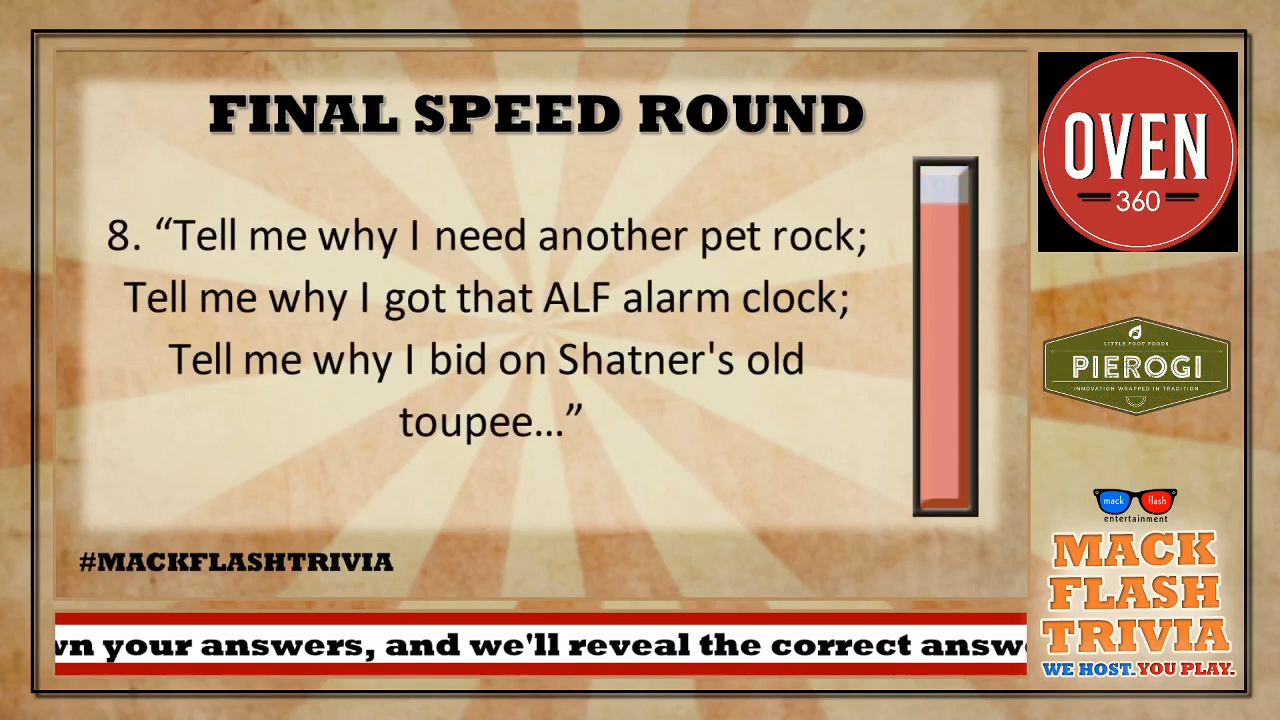 FINAL SPEED ROUND
8. “Tell me why I need another pet rock;
Tell me why I got that ALF alarm clock;
Tell me why I bid on Shatner's old
toupee…”
#MACKFLASHTRIVIA
wn your answers, and we'll reveal the correct answ
OVEN
360
LITTLE FOOT FOODS
PIEROGI
INNOVATION WRAPPED IN TRADITION
mack flash
entertainment
MACK
FLASH
TRIVIA
WE HOST. YOU PLAY.